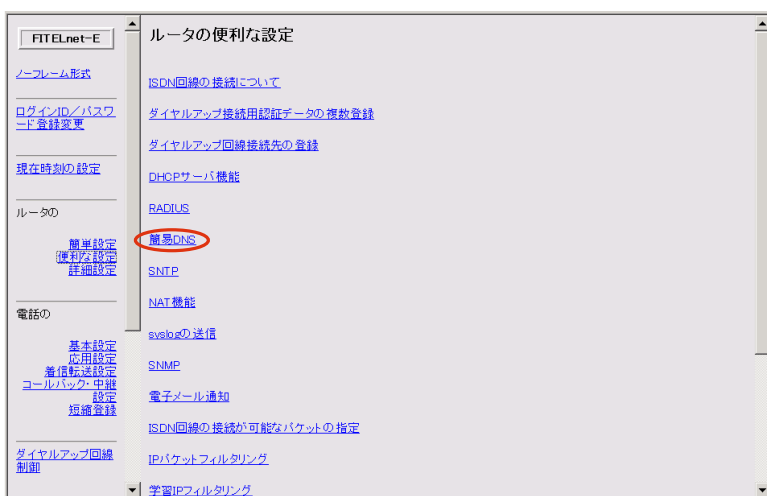 FITELnet-E
ノーフレーム形式
ログインID／パスワ
ード登録変更
現在時刻の設定
ルータの
簡単設定
便利な設定
詳細設定
電話の
基本設定
応用設定
着信転送設定
コールバック・中継
設定
短縮登録
ダイヤルアップ回線
制御
ルータの便利な設定
ISDN回線の接続について
ダイヤルアップ接続用認証データの複数登録
ダイヤルアップ回線接続先の登録
DHCPサーバ機能
RADIUS
簡易DNS
SNTP
NAT機能
syslogの送信
SNMP
電子メール通知
ISDN回線の接続が可能なパケットの指定
IPパケットフィルタリング
学習IPフィルタリング